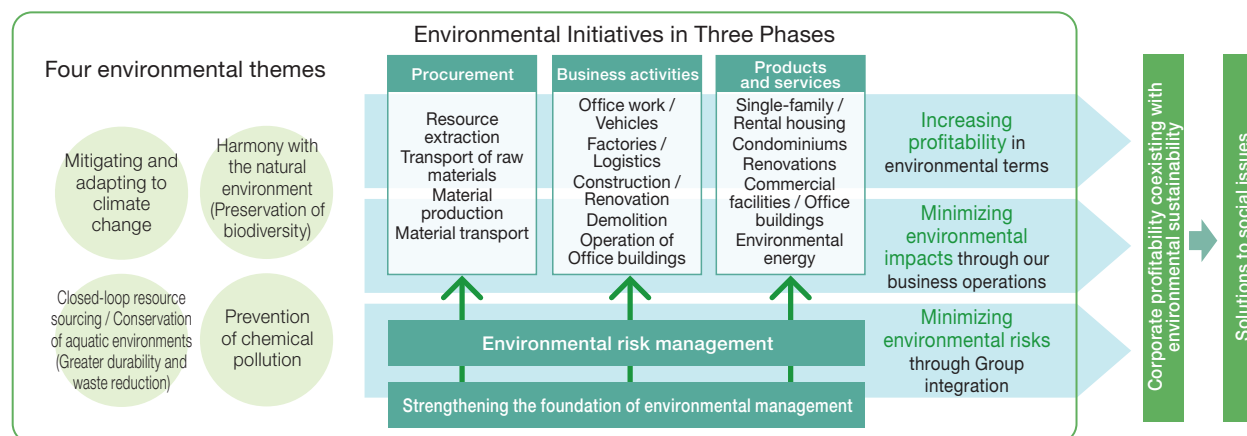 Environmental Initiatives in Three Phases
Four environmental themes
Mitigating and
adapting to
climate
change
Harmony with
the natural
environment
(Preservation of
biodiversity)
Closed-loop resource
sourcing / Conservation
of aquatic environments
(Greater durability and
waste reduction)
Prevention
of chemical
pollution
Procurement
Resource
extraction
Transport of raw
materials
Material
production
Material transport
Business activities
Office work /
Vehicles
Factories /
Logistics
Construction /
Renovation
Demolition
Operation of
Office buildings
Products
and services
Single-family /
Rental housing
Condominiums
Renovations
Commercial
facilities / Office
buildings
Environmental
energy
Environmental risk management
Strengthening the foundation of environmental management
Increasing
profitability in
environmental terms
Minimizing
environmental
impacts through our
business operations
Minimizing
environmental risks
through Group
integration
Corporate profitability coexisting with
environmental sustainability
Solutions to social issues